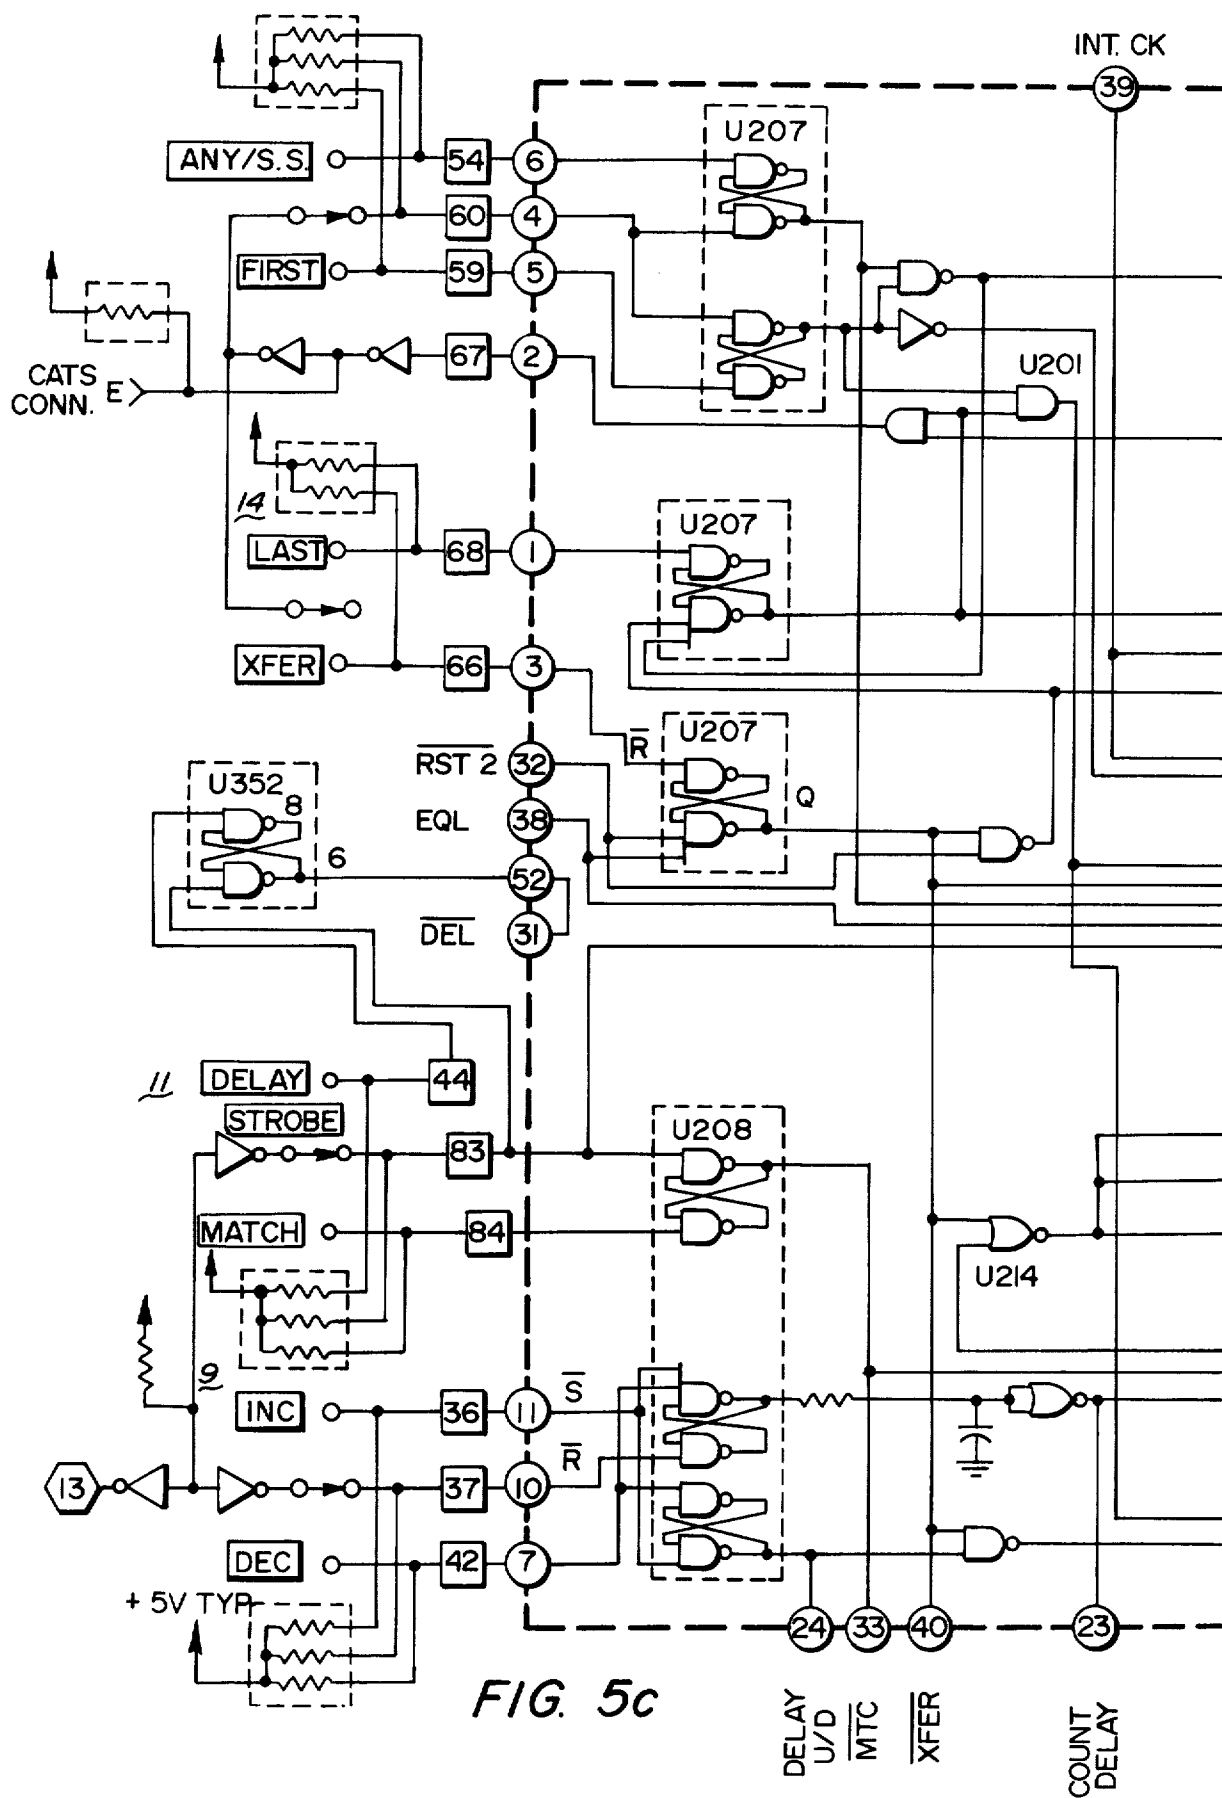 INT. CK
39
U207
ANY/S.S.
54
6
60
4
FIRST
59
5
67
2
U201
CATS
CONN.
E
14
LAST
68
1
U207
XFER
66
3
U207
R
RST 2
32
Q
U352
8
EQL
38
6
52
DEL
31
11
DELAY
44
STROBE
83
U208
MATCH
84
U214
9
INC
36
11
S
R
13
37
10
DEC
42
7
+ 5V TYP
24
33
40
23
FIG. 5c
DELAY
U/D
MTC
XFER
COUNT
DELAY